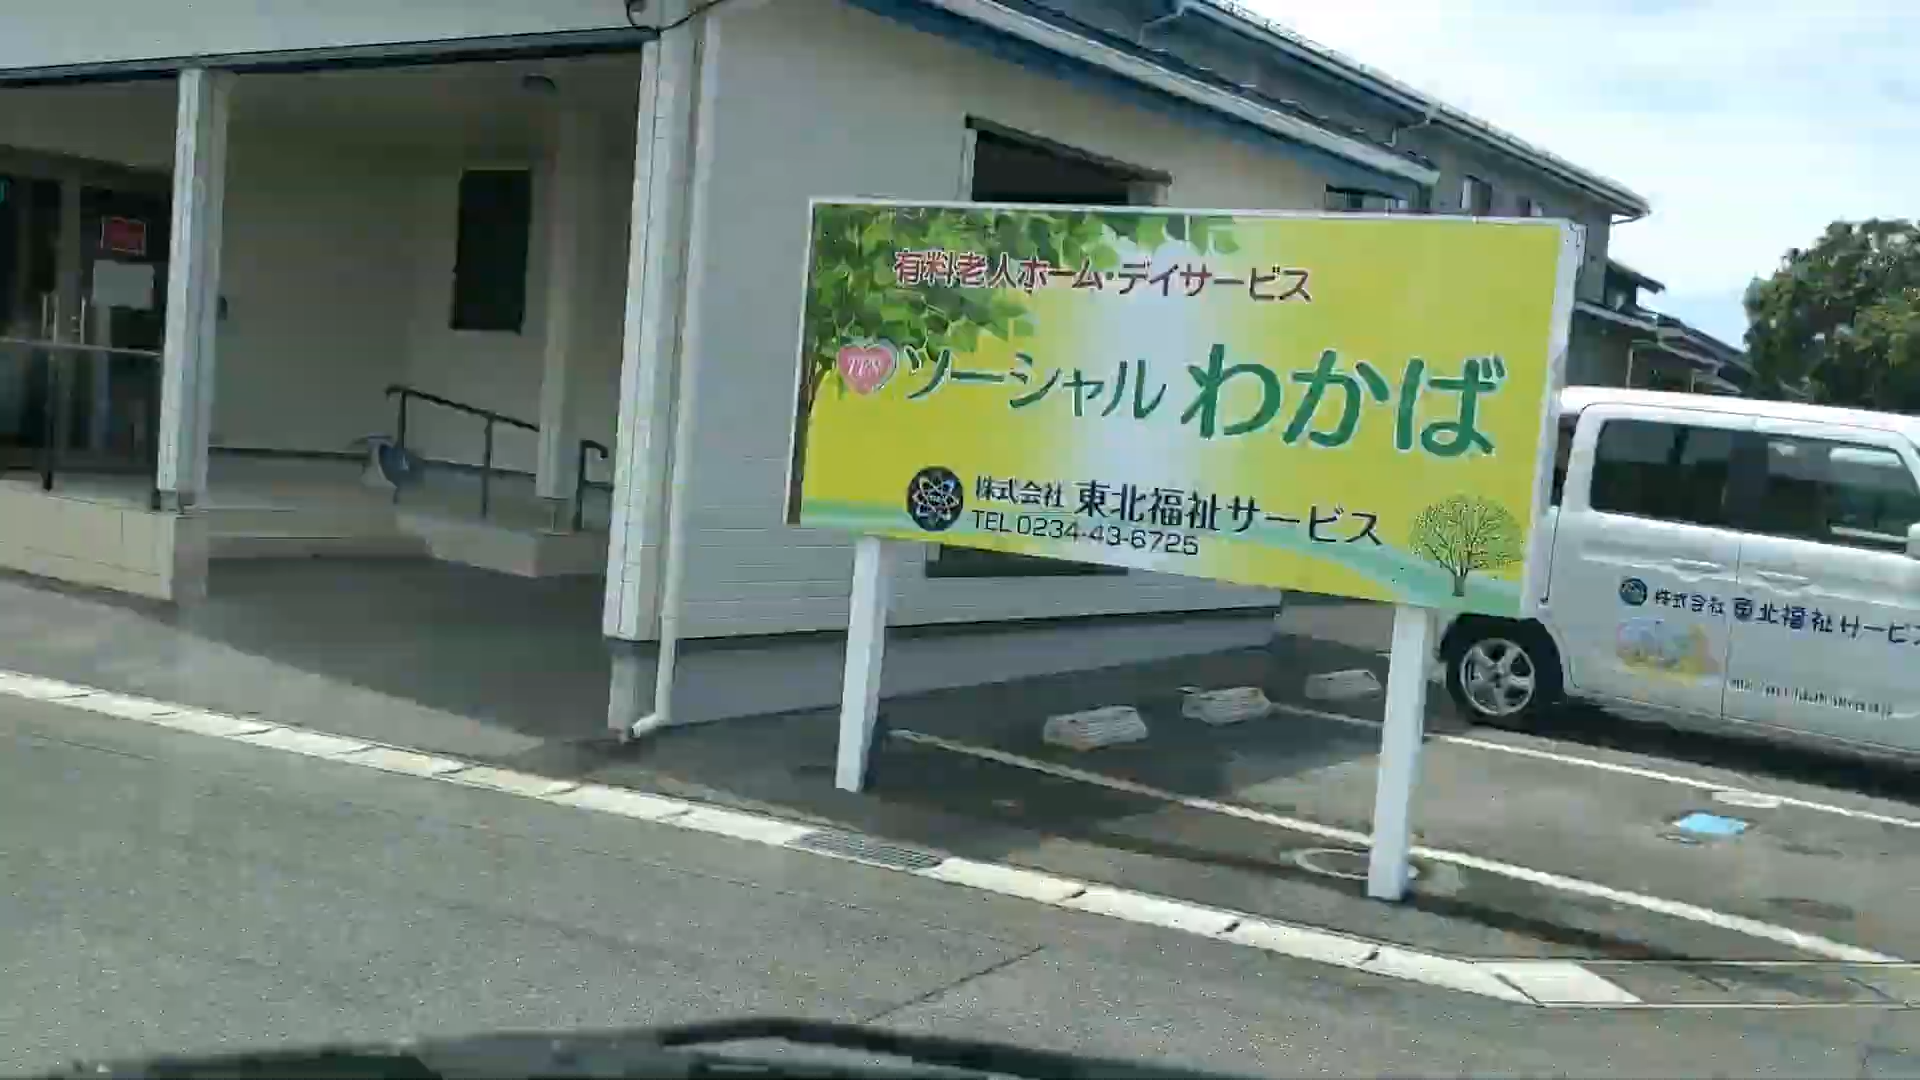 有料老人ホーム・デイサービス
TFS ソーシャル わかば
株式会社 東北福祉サービス
TEL 0234-43-6725
株式会社 東北福祉サービス